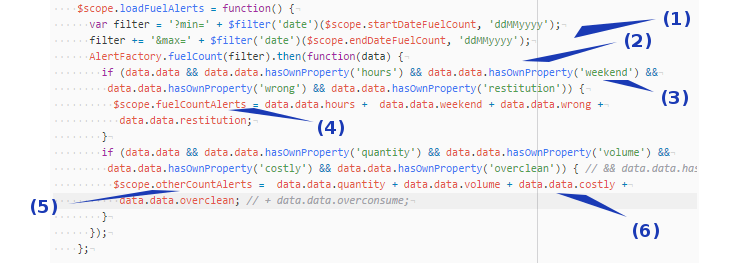 $scope.loadFuelAlerts = function() {
var filter = '?min=' + $filter('date')($scope.startDateFuelCount, 'ddMMyyyy');
(1)
filter += '&max=' + $filter('date')($scope.endDateFuelCount, 'ddMMyyyy');
(2)
AlertFactory.fuelCount(filter).then(function(data) {
if (data.data && data.data.hasOwnProperty('hours') && data.data.hasOwnProperty('weekend') &&
data.data.hasOwnProperty('wrong') && data.data.hasOwnProperty('restitution')) {
(3)
$scope.fuelCountAlerts = data.data.hours + data.data.weekend + data.data.wrong +
data.data.restitution;
(4)
}
if (data.data && data.data.hasOwnProperty('quantity') && data.data.hasOwnProperty('volume') &&
data.data.hasOwnProperty('costly') && data.data.hasOwnProperty('overclean')) { // && data.data.has
$scope.otherCountAlerts = data.data.quantity + data.data.volume + data.data.costly +
(5)
data.data.overclean; // + data.data.overconsume;
(6)
}
});
};